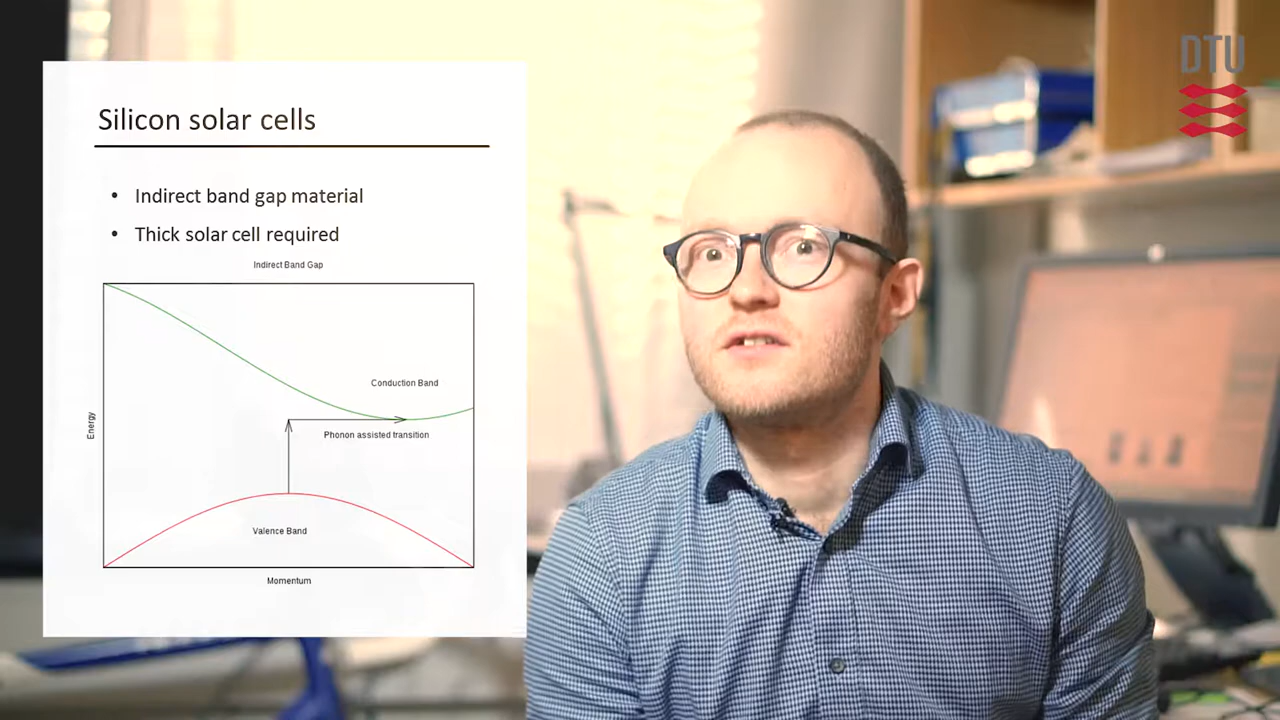 DTU
Silicon solar cells
• Indirect band gap material
• Thick solar cell required
Indirect Band Gap
Conduction Band
Energy
Phonon assisted transition
Valence Band
Momentum